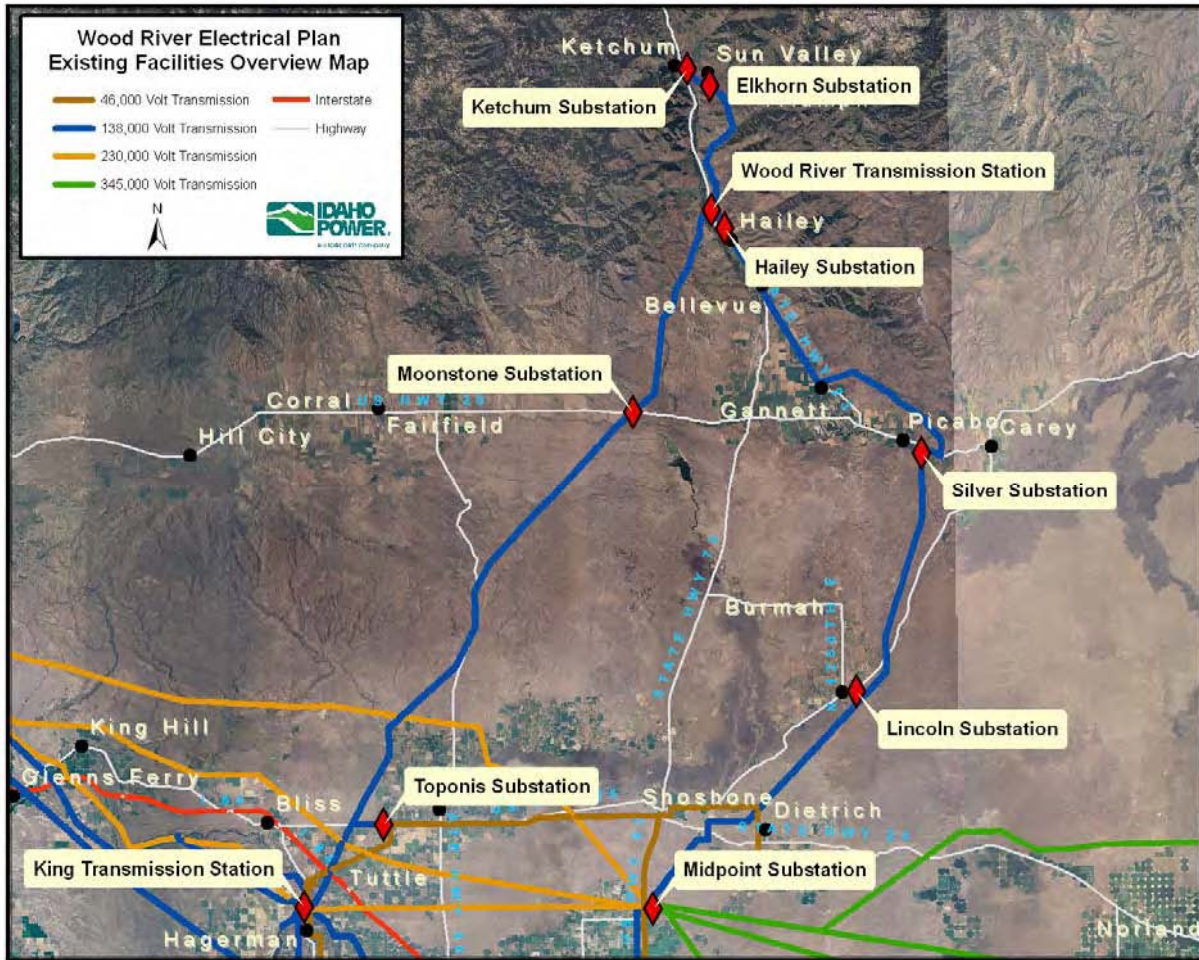 Wood River Electrical Plan
Existing Facilities Overview Map
46,000 Volt Transmission
Interstate
138,000 Volt Transmission
Highway
230,000 Volt Transmission
345,000 Volt Transmission
N
IDAHO
POWER
Ketchum
Sun Valley
Ketchum Substation
Elkhorn Substation
Wood River Transmission Station
Hailey
Hailey Substation
Bellevue
Moonstone Substation
Corral
Fairfield
Hill City
Gannett
Picabo
Carey
Silver Substation
STATE HWY 75
Burmah
Lincoln Substation
King Hill
Glenns Ferry
Bliss
Toponis Substation
Shoshone
Dietrich
King Transmission Station
Tuttle
Midpoint Substation
Hagerman
Norland